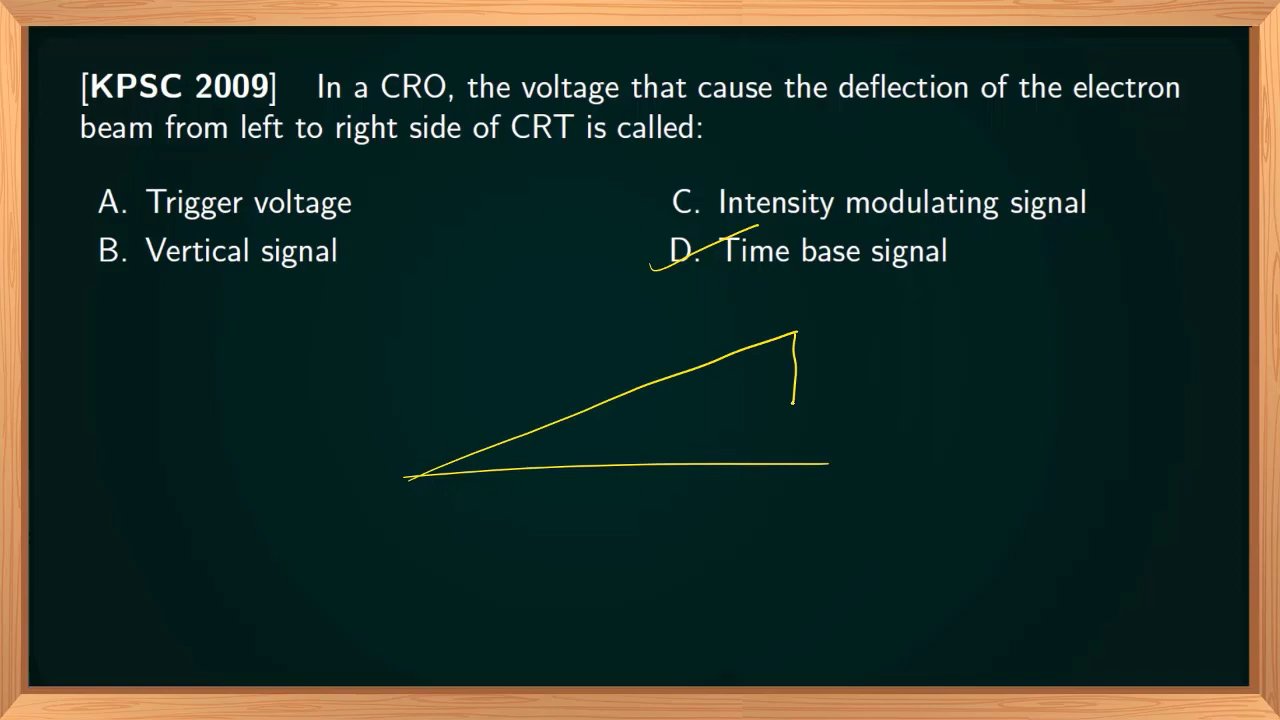 [KPSC 2009] In a CRO, the voltage that cause the deflection of the electron
beam from left to right side of CRT is called:
A. Trigger voltage
B. Vertical signal
C. Intensity modulating signal
D. Time base signal